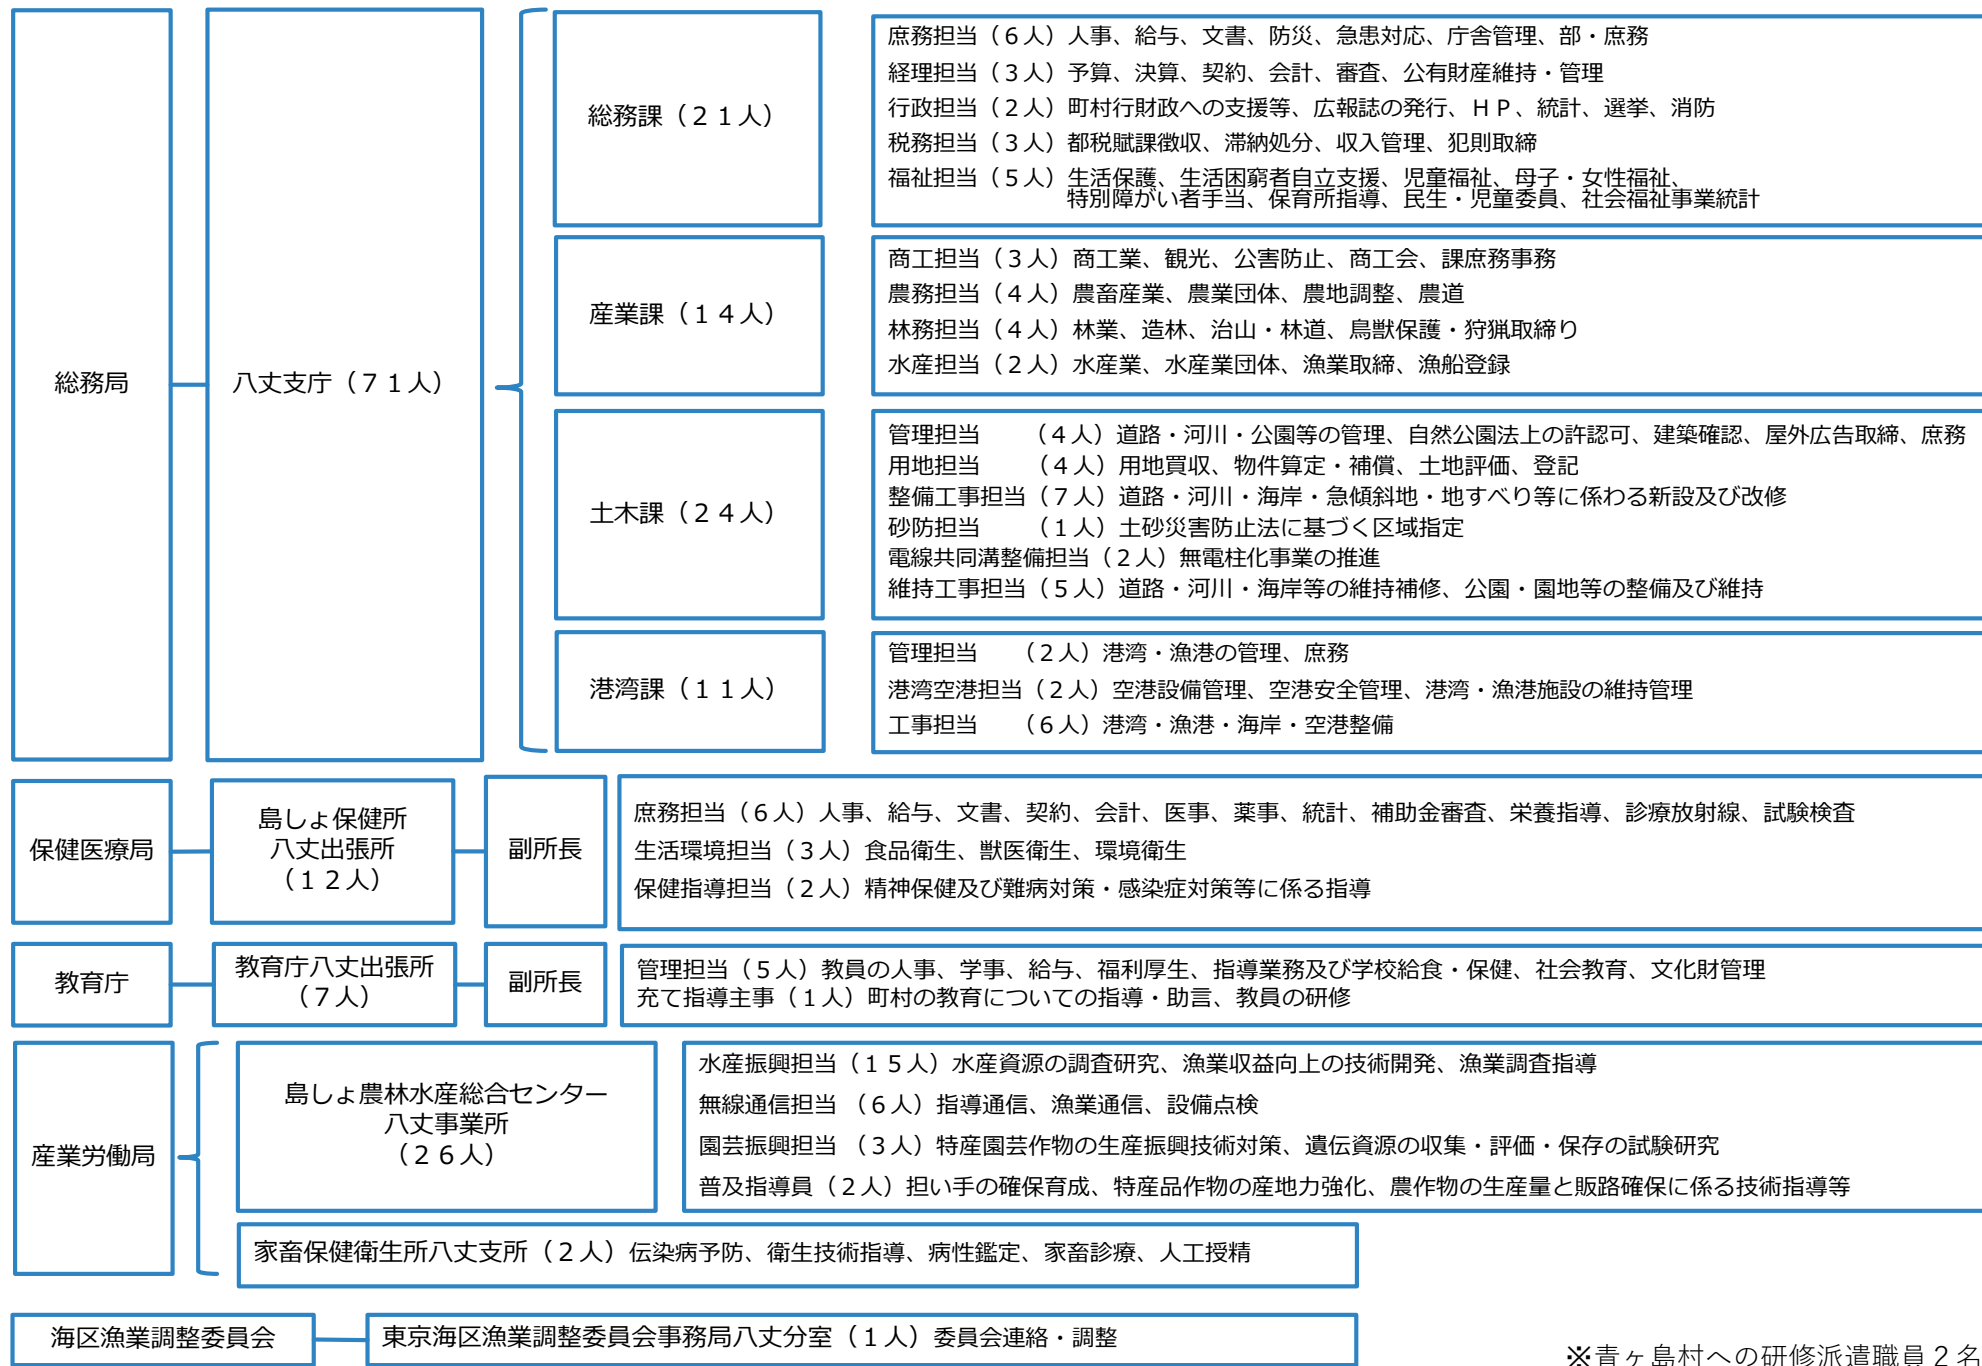 総務局
八丈支庁（７１人）
総務課（２１人）
庶務担当（６人）人事、給与、文書、防災、急患対応、庁舎管理、部・庶務
経理担当（３人）予算、決算、契約、会計、審査、公有財産維持・管理
行政担当（２人）町村行財政への支援等、広報誌の発行、ＨＰ、統計、選挙、消防
税務担当（３人）都税賦課徴収、滞納処分、収入管理、犯則取締
福祉担当（５人）生活保護、生活困窮者自立支援、児童福祉、母子・女性福祉、
特別障がい者手当、保育所指導、民生・児童委員、社会福祉事業統計
産業課（１４人）
商工担当（３人）商工業、観光、公害防止、商工会、課庶務事務
農務担当（４人）農畜産業、農業団体、農地調整、農道
林務担当（４人）林業、造林、治山・林道、鳥獣保護・狩猟取締り
水産担当（２人）水産業、水産業団体、漁業取締、漁船登録
土木課（２４人）
管理担当　　（４人）道路・河川・公園等の管理、自然公園法上の許認可、建築確認、屋外広告取締、庶務
用地担当　　（４人）用地買収、物件算定・補償、土地評価、登記
整備工事担当（７人）道路・河川・海岸・急傾斜地・地すべり等に係わる新設及び改修
砂防担当　　（１人）土砂災害防止法に基づく区域指定
電線共同溝整備担当（２人）無電柱化事業の推進
維持工事担当（５人）道路・河川・海岸等の維持補修、公園・園地等の整備及び維持
港湾課（１１人）
管理担当　　（２人）港湾・漁港の管理、庶務
港湾空港担当（２人）空港設備管理、空港安全管理、港湾・漁港施設の維持管理
工事担当　　（６人）港湾・漁港・海岸・空港整備
保健医療局
島しょ保健所
八丈出張所
（１２人）
副所長
庶務担当（６人）人事、給与、文書、契約、会計、医事、薬事、統計、補助金審査、栄養指導、診療放射線、試験検査
生活環境担当（３人）食品衛生、獣医衛生、環境衛生
保健指導担当（２人）精神保健及び難病対策・感染症対策等に係る指導
教育庁
教育庁八丈出張所
（７人）
副所長
管理担当（５人）教員の人事、学事、給与、福利厚生、指導業務及び学校給食・保健、社会教育、文化財管理
充て指導主事（１人）町村の教育についての指導・助言、教員の研修
産業労働局
島しょ農林水産総合センター
八丈事業所
（２６人）
水産振興担当（１５人）水産資源の調査研究、漁業収益向上の技術開発、漁業調査指導
無線通信担当 （６人）指導通信、漁業通信、設備点検
園芸振興担当 （３人）特産園芸作物の生産振興技術対策、遺伝資源の収集・評価・保存の試験研究
普及指導員（２人）担い手の確保育成、特産品作物の産地力強化、農作物の生産量と販路確保に係る技術指導等
家畜保健衛生所八丈支所（２人）伝染病予防、衛生技術指導、病性鑑定、家畜診療、人工授精
海区漁業調整委員会
東京海区漁業調整委員会事務局八丈分室（１人）委員会連絡・調整
※青ヶ島村への研修派遣職員２名